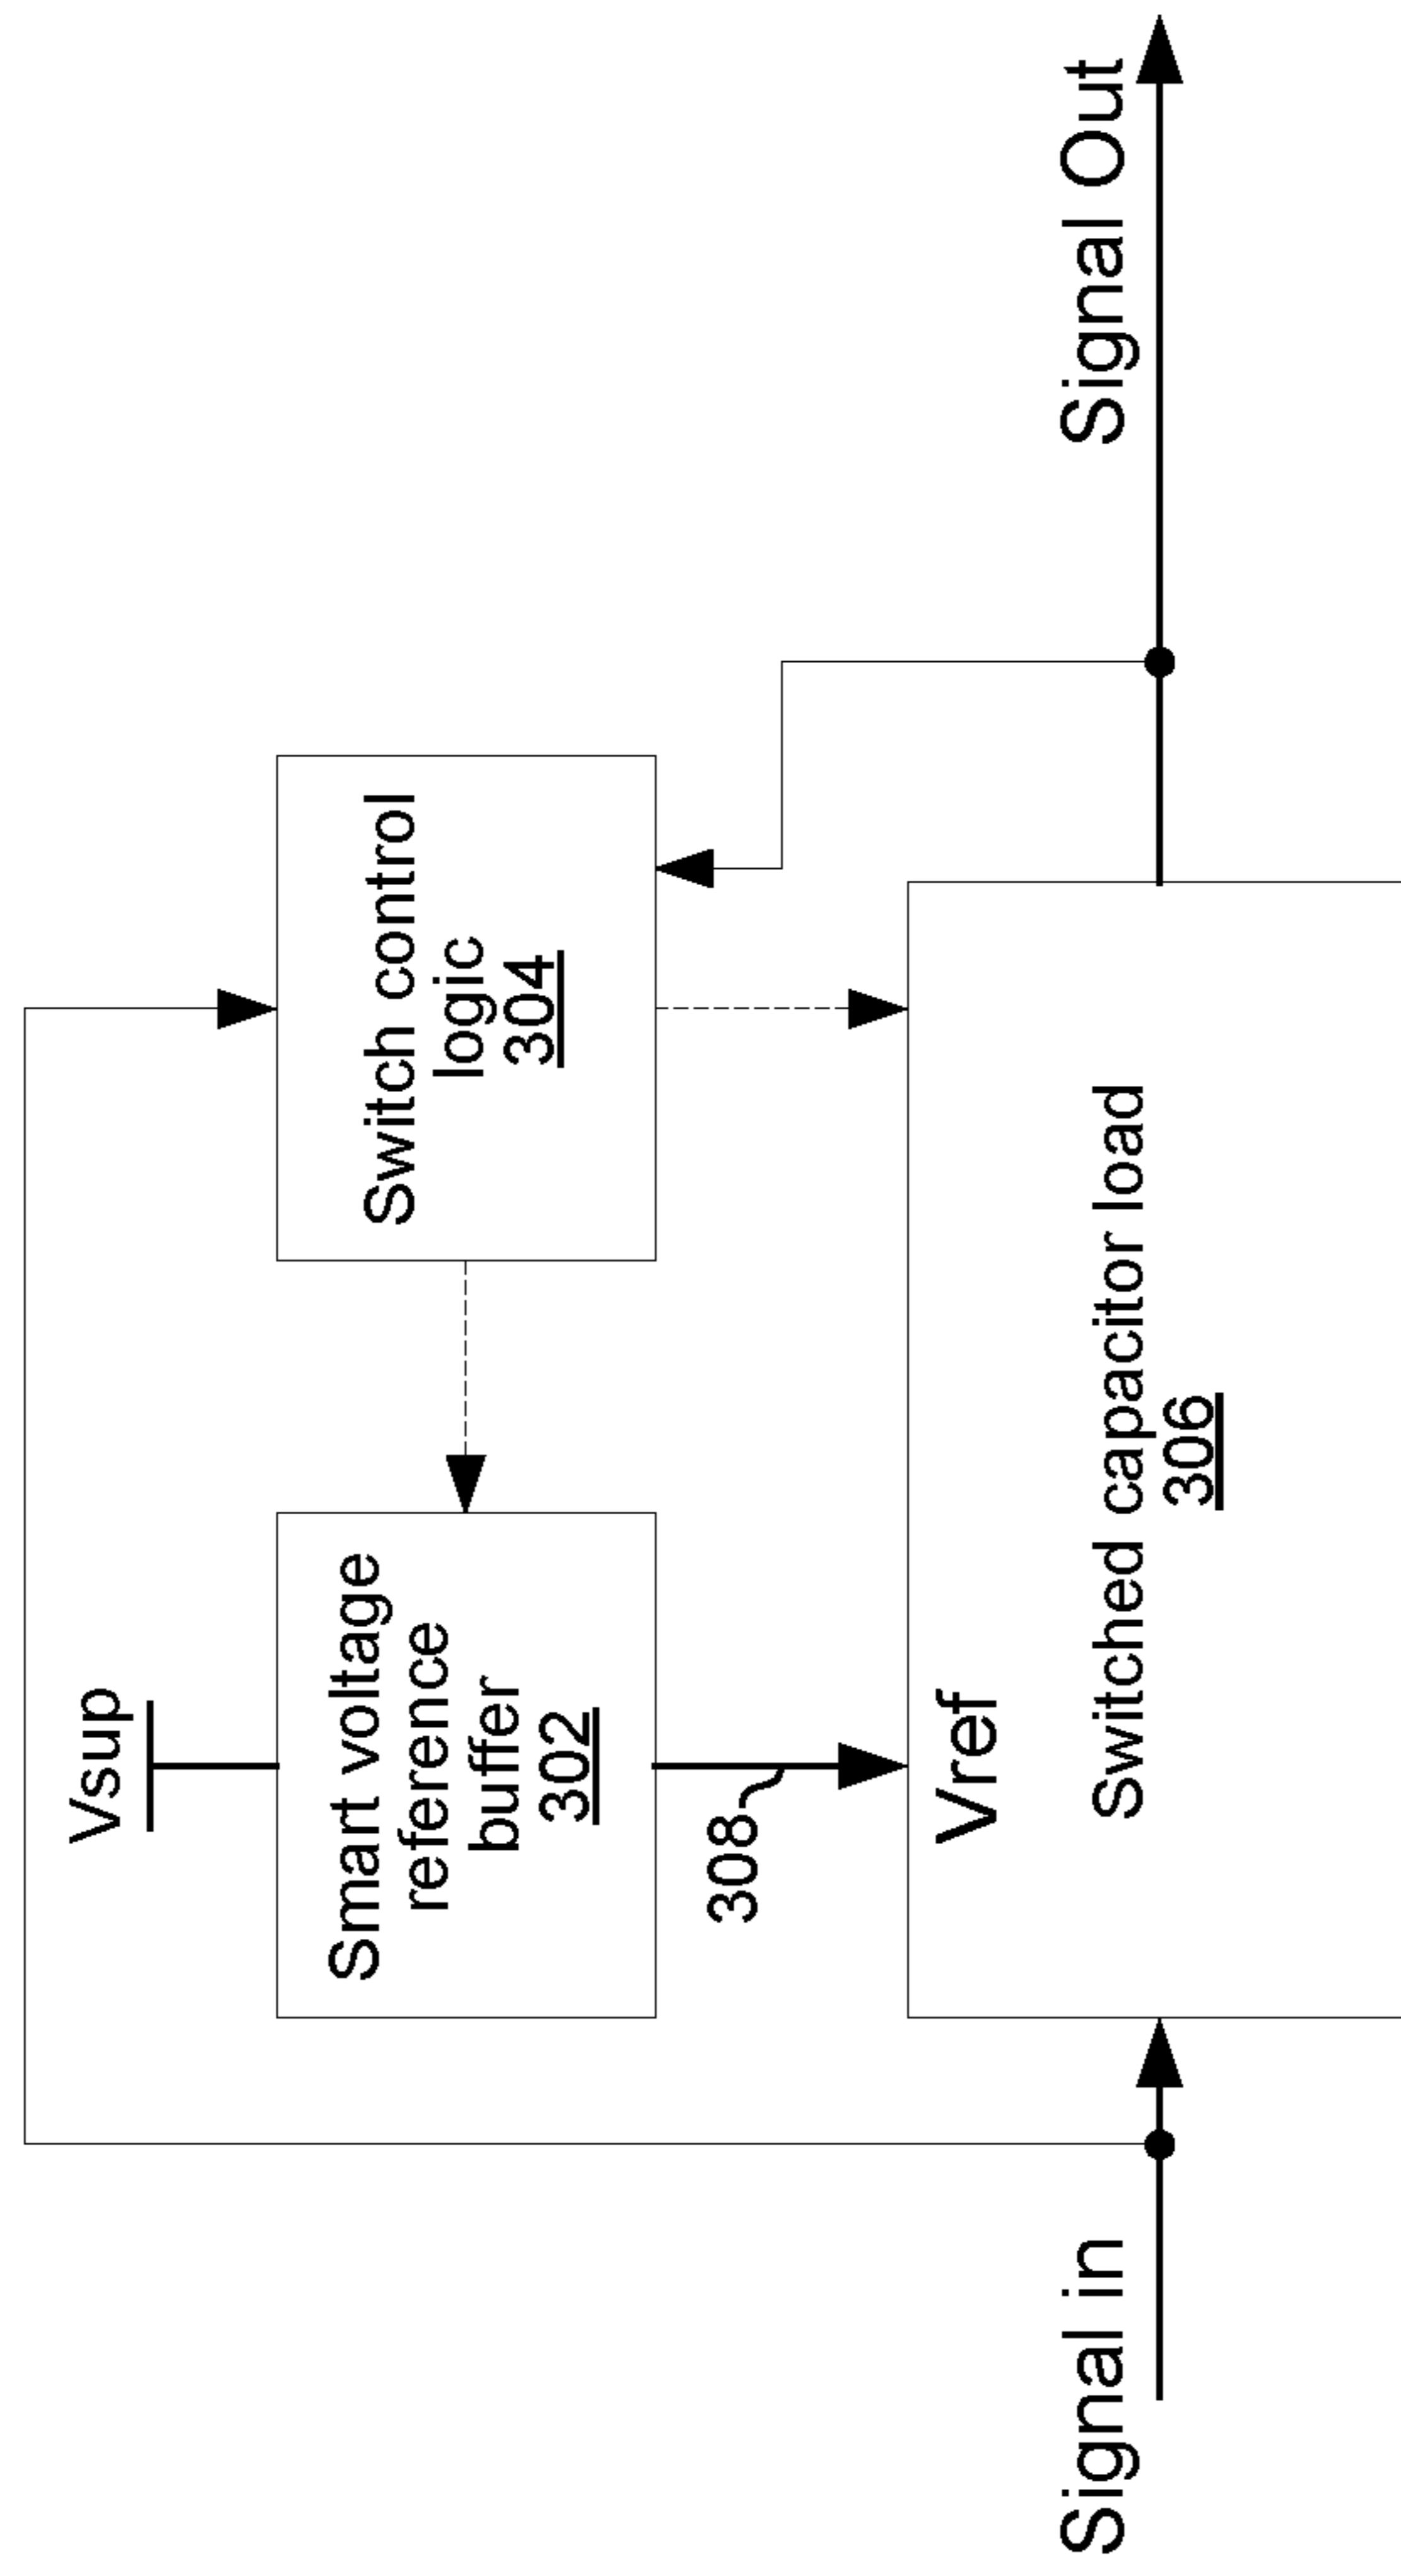 Vsup
Smart voltage
reference
buffer
302
Switch control
logic
304
308
Vref
Signal in
Signal Out
Switched capacitor load
306